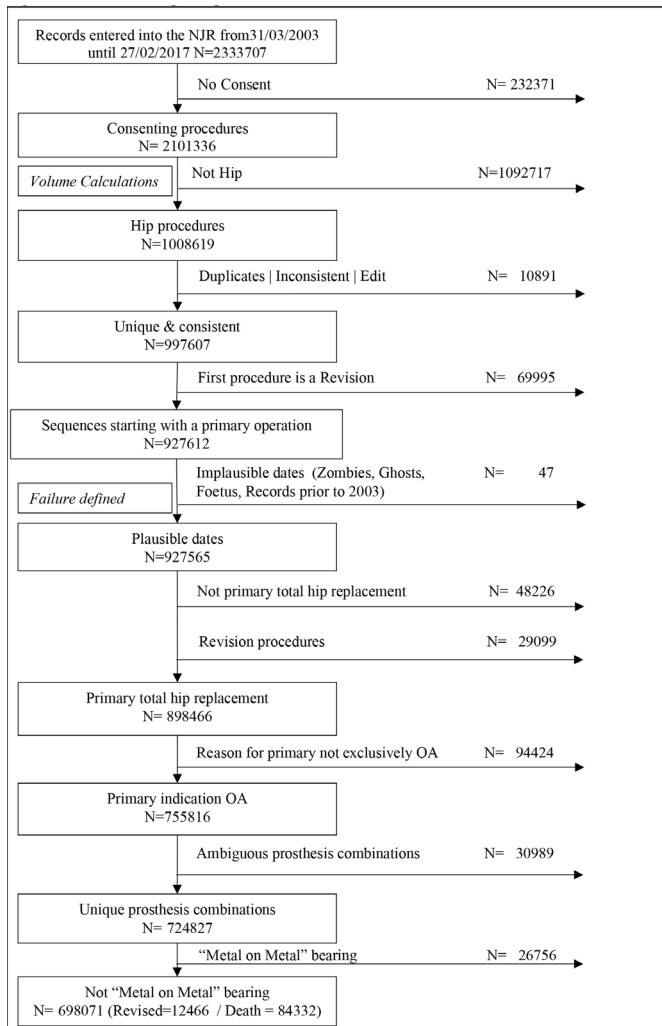 Records entered into the NJR from31/03/2003
until 27/02/2017 N=2333707
No Consent N= 232371
Consenting procedures
N= 2101336
Volume Calculations
Not Hip N=1092717
Hip procedures
N=1008619
Duplicates | Inconsistent | Edit N= 10891
Unique & consistent
N=997607
First procedure is a Revision N= 69995
Sequences starting with a primary operation
N=927612
Implausible dates (Zombies, Ghosts, N= 47
Foetus, Records prior to 2003)
Failure defined
Plausible dates
N=927565
Not primary total hip replacement N= 48226
Revision procedures N= 29099
Primary total hip replacement
N= 898466
Reason for primary not exclusively OA N= 94424
Primary indication OA
N=755816
Ambiguous prosthesis combinations N= 30989
Unique prosthesis combinations
N= 724827
“Metal on Metal” bearing N= 26756
Not “Metal on Metal” bearing
N= 698071 (Revised=12466 / Death = 84332)